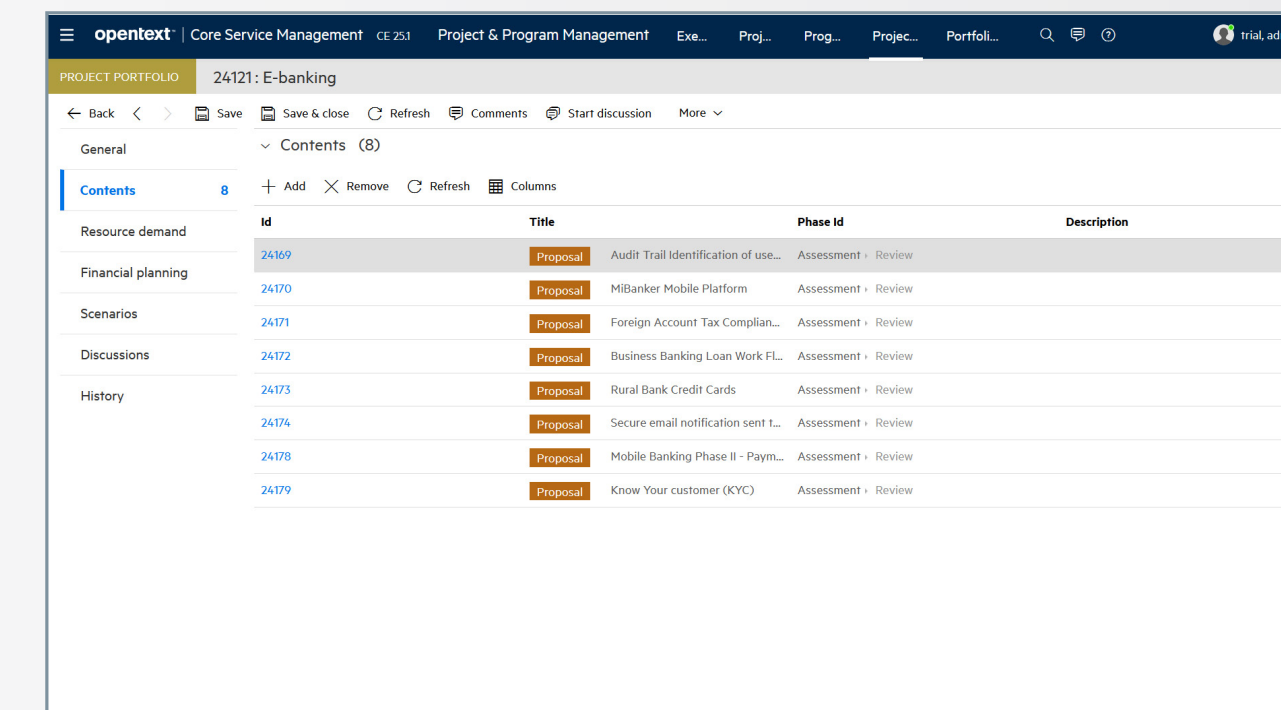 opentext™ | Core Service Management CE 25.1 Project & Program Management Exe... Proj... Prog... Projec... Portfoli... trial, ad
PROJECT PORTFOLIO 24121 : E-banking
Back Save Save & close Refresh Comments Start discussion More
General
Contents 8
Resource demand
Financial planning
Scenarios
Discussions
History
Contents (8)
Add Remove Refresh Columns
Id Title Phase Id Description
24169 Proposal Audit Trail Identification of use... Assessment › Review
24170 Proposal MiBanker Mobile Platform Assessment › Review
24171 Proposal Foreign Account Tax Complian... Assessment › Review
24172 Proposal Business Banking Loan Work Fl... Assessment › Review
24173 Proposal Rural Bank Credit Cards Assessment › Review
24174 Proposal Secure email notification sent t... Assessment › Review
24178 Proposal Mobile Banking Phase II - Paym... Assessment › Review
24179 Proposal Know Your customer (KYC) Assessment › Review